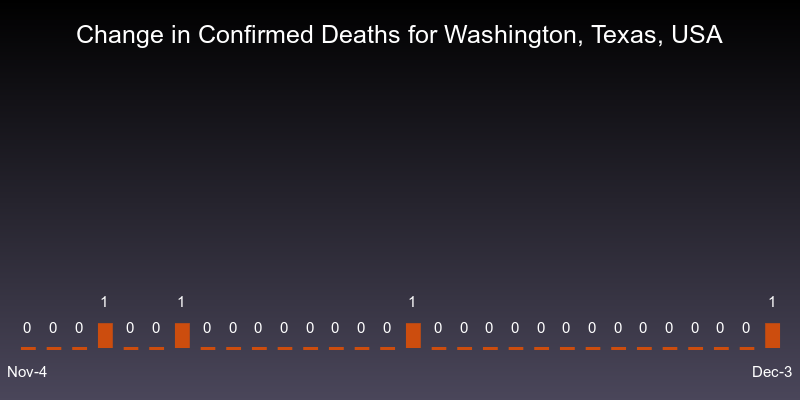 Change in Confirmed Deaths for Washington, Texas, USA
1 1 1 1
0 0 0 0 0 0 0 0 0 0 0 0 0 0 0 0 0 0 0 0 0 0 0 0 0 0
Nov-4 Dec-3